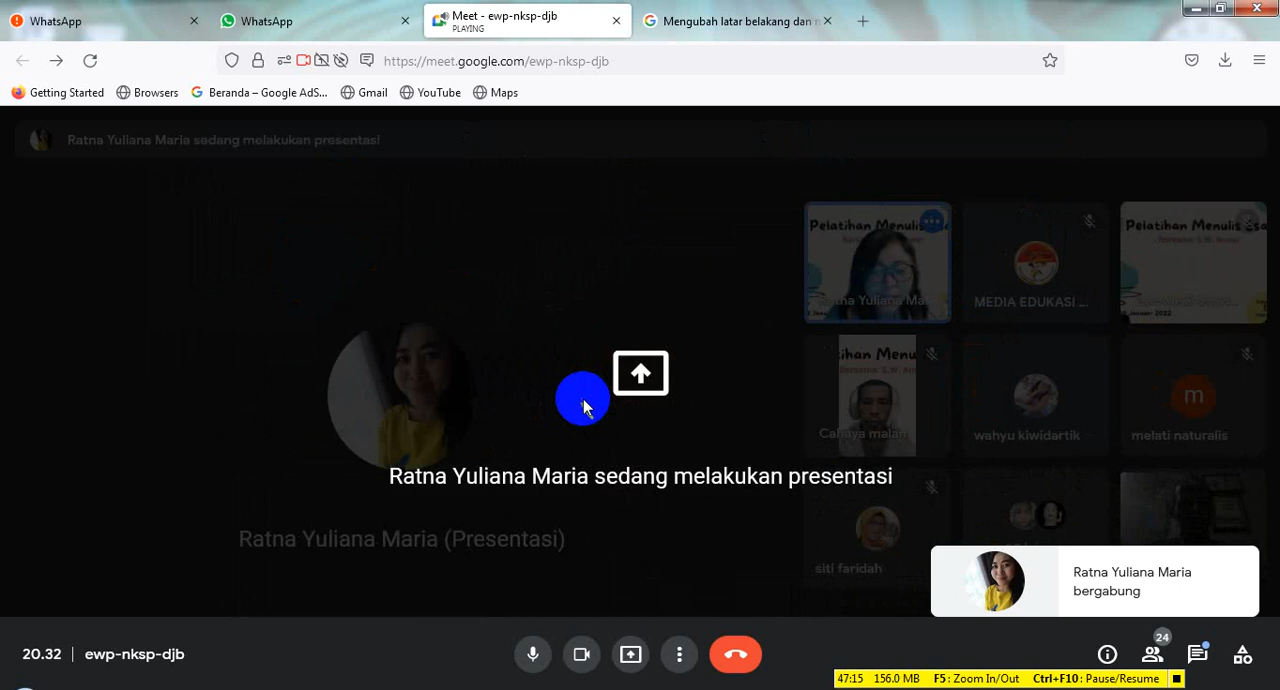 WhatsApp
WhatsApp
Meet - ewp-nksp-djb
PLAYING
Mengubah latar belakang dan
https://meet.google.com/ewp-nksp-djb
Getting Started
Browsers
Beranda – Google AdS...
Gmail
YouTube
Maps
Ratna Yuliana Maria sedang melakukan presentasi
Pelatihan Menulis
Ratna Yuliana
MEDIA EDUKASI ...
Pelatihan Menulis
Januari 2022
Cahaya malam
wahyu kiwidartik
m
melati naturalis
Ratna Yuliana Maria sedang melakukan presentasi
Ratna Yuliana Maria (Presentasi)
siti faridah
Ratna Yuliana Maria
bergabung
20.32 | ewp-nksp-djb
24
47:15 156.0 MB F5: Zoom In/Out Ctrl+F10: Pause/Resume